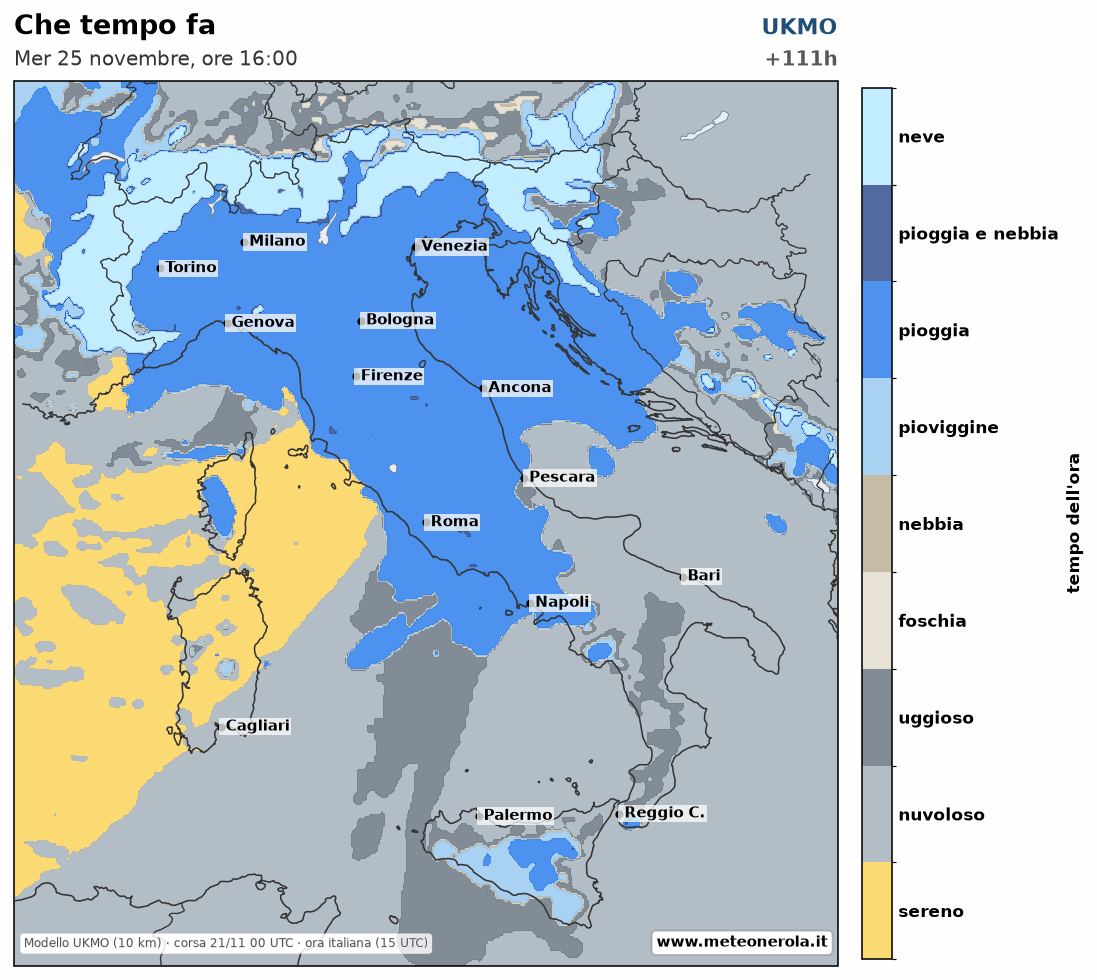 Che tempo fa
UKMO
Mer 25 novembre, ore 16:00
+111h
neve
pioggia e nebbia
pioggia
pioviggine
nebbia
foschia
uggioso
nuvoloso
sereno
tempo dell'ora
Milano
Venezia
Torino
Genova
Bologna
Firenze
Ancona
Pescara
Roma
Bari
Napoli
Cagliari
Palermo
Reggio C.
Modello UKMO (10 km) · corsa 21/11 00 UTC · ora italiana (15 UTC)
www.meteonerola.it